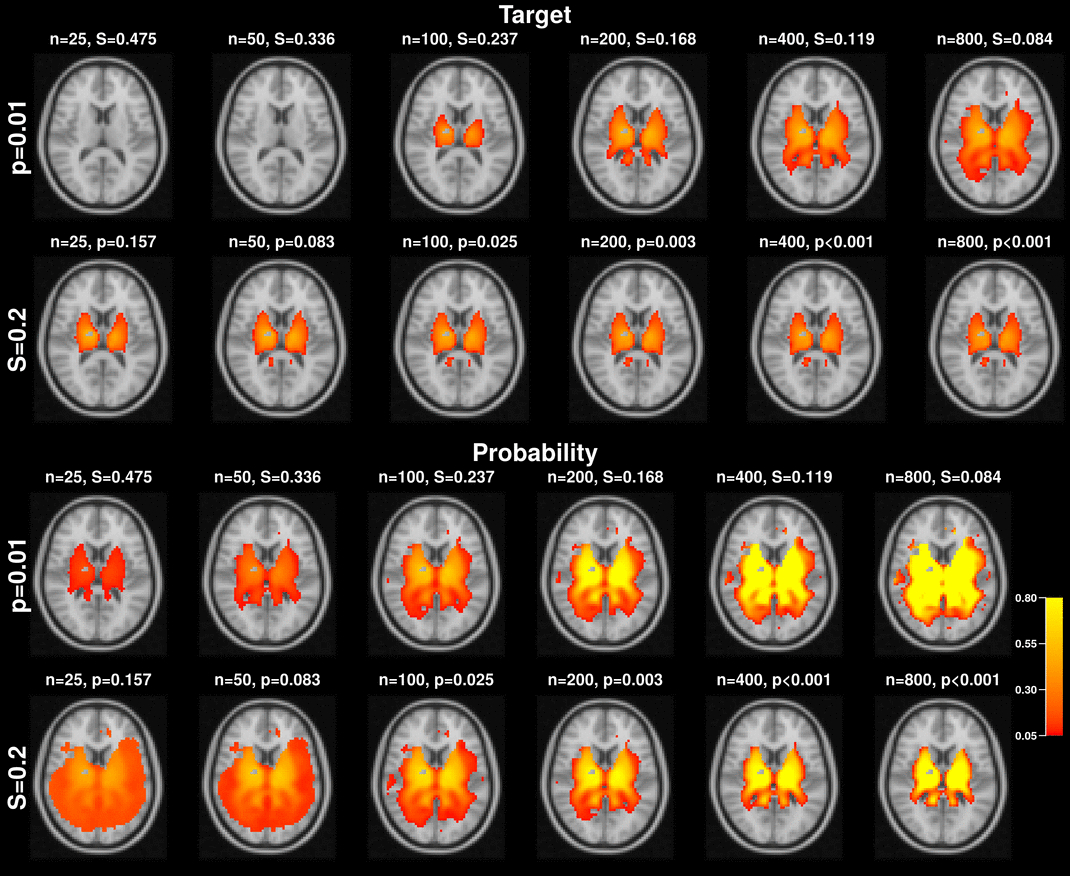 Target
n=25, S=0.475 n=50, S=0.336 n=100, S=0.237 n=200, S=0.168 n=400, S=0.119 n=800, S=0.084
p=0.01
n=25, p=0.157 n=50, p=0.083 n=100, p=0.025 n=200, p=0.003 n=400, p<0.001 n=800, p<0.001
S=0.2
Probability
n=25, S=0.475 n=50, S=0.336 n=100, S=0.237 n=200, S=0.168 n=400, S=0.119 n=800, S=0.084
p=0.01
n=25, p=0.157 n=50, p=0.083 n=100, p=0.025 n=200, p=0.003 n=400, p<0.001 n=800, p<0.001
S=0.2
0.80
0.55
0.30
0.05